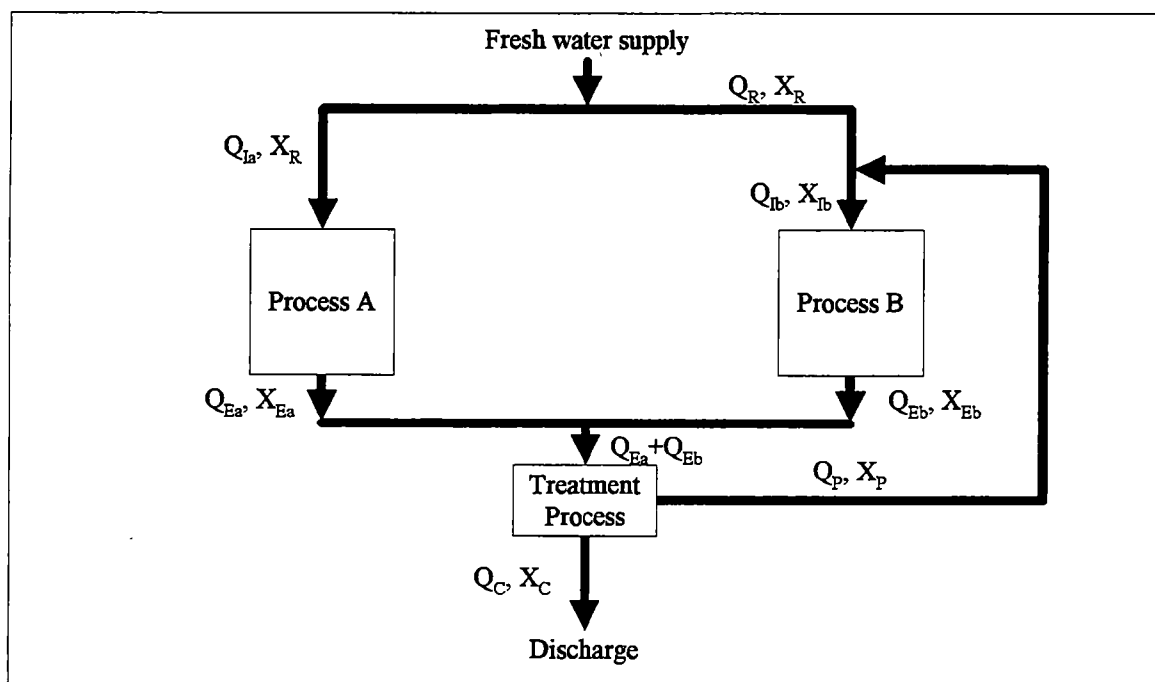 Fresh water supply
Q_R, X_R
Q_Ia, X_R
Q_Ib, X_Ib
Process A
Process B
Q_Ea, X_Ea
Q_Eb, X_Eb
Q_Ea+Q_Eb
Q_P, X_P
Treatment
Process
Q_C, X_C
Discharge